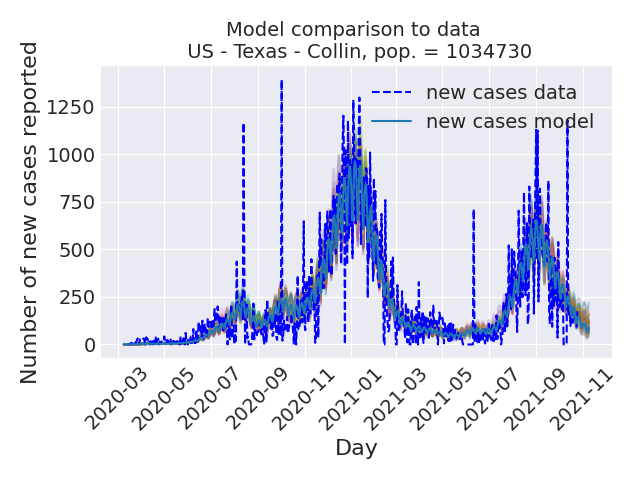 Model comparison to data
US - Texas - Collin, pop. = 1034730
Number of new cases reported
1250
1000
750
500
250
0
new cases data
new cases model
2020-03
2020-05
2020-07
2020-09
2020-11
2021-01
2021-03
2021-05
2021-07
2021-09
2021-11
Day